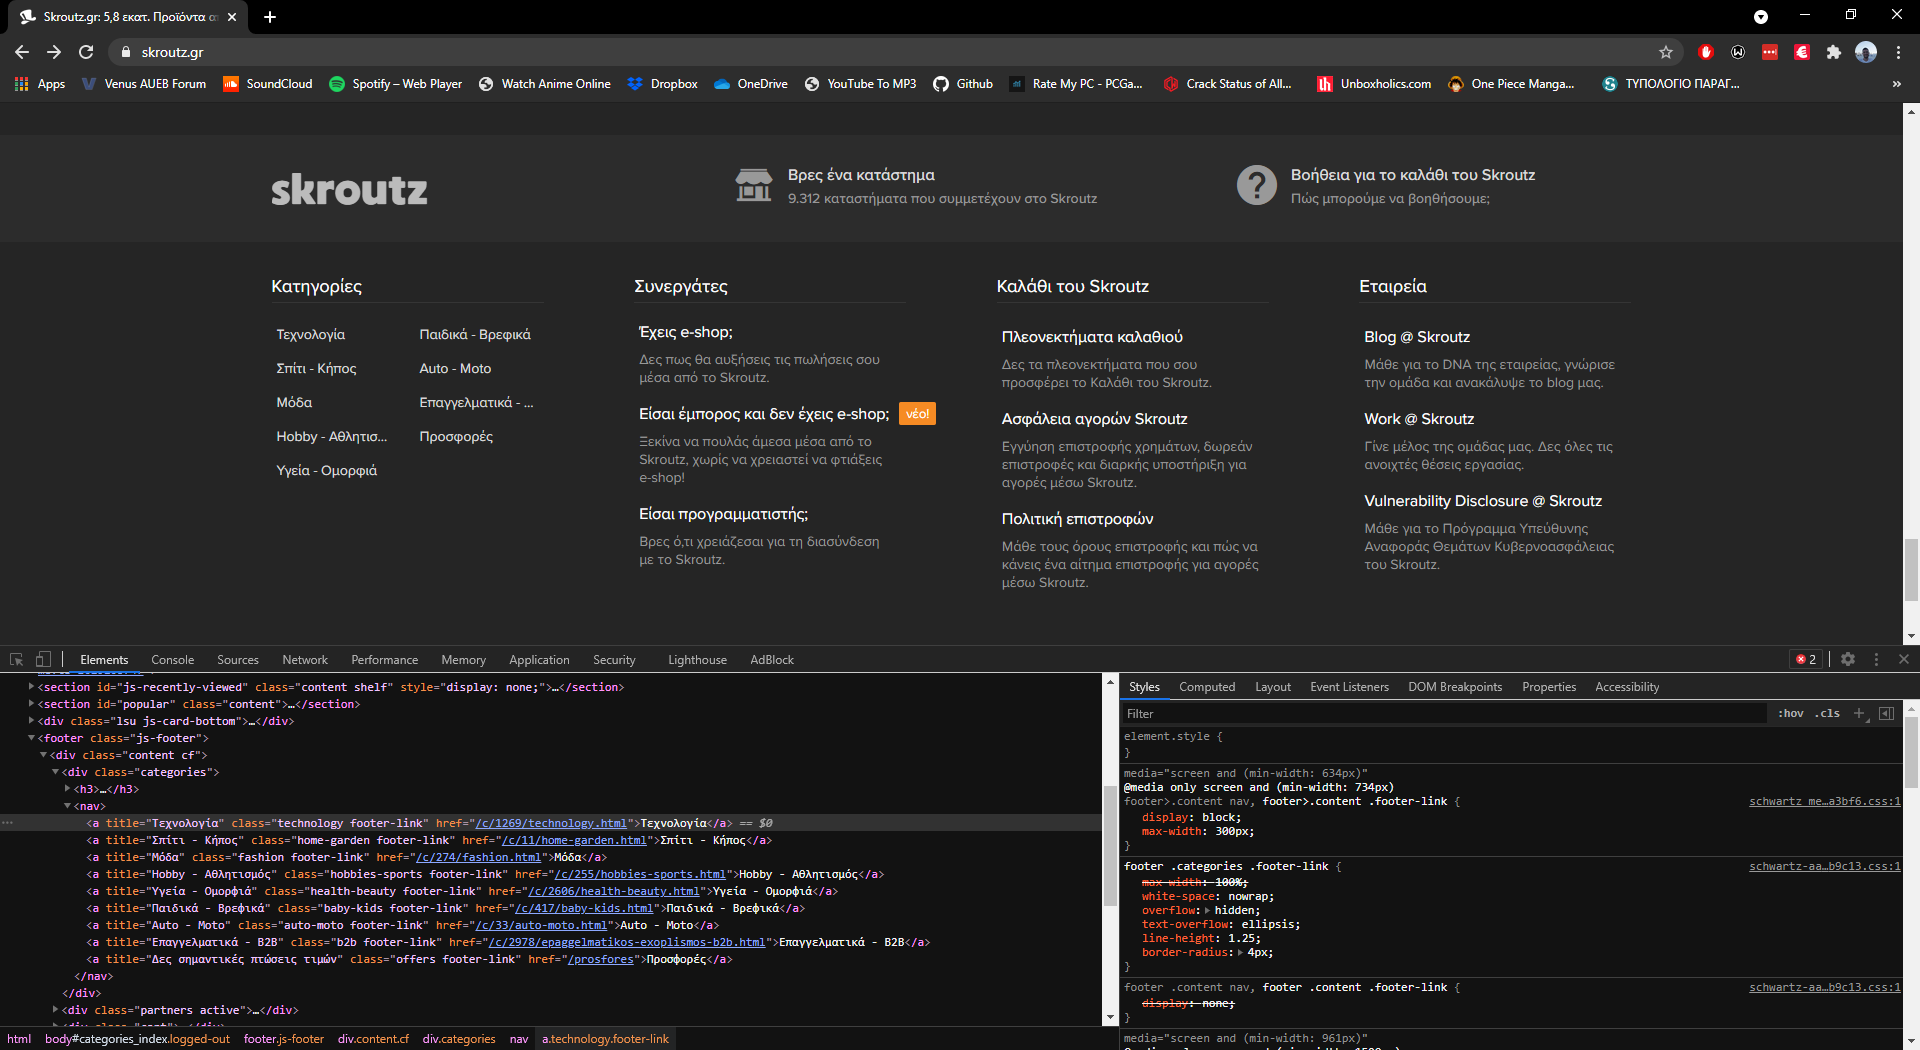 Skroutz.gr: 5,8 εκατ. Προϊόντα σ
skroutz.gr
Apps
Venus AUEB Forum
SoundCloud
Spotify – Web Player
Watch Anime Online
Dropbox
OneDrive
YouTube To MP3
Github
Rate My PC - PCGa...
Crack Status of All...
Unboxholics.com
One Piece Manga...
ΤΥΠΟΛΟΓΙΟ ΠΑΡΑΓ...
»
skroutz
Βρες ένα κατάστημα
9.312 καταστήματα που συμμετέχουν στο Skroutz
Βοήθεια για το καλάθι του Skroutz
Πώς μπορούμε να βοηθήσουμε;
Κατηγορίες
Τεχνολογία
Σπίτι - Κήπος
Μόδα
Hobby - Αθλητισ...
Υγεία - Ομορφιά
Παιδικά - Βρεφικά
Auto - Moto
Επαγγελματικά - ...
Προσφορές
Συνεργάτες
Έχεις e-shop;
Δες πως θα αυξήσεις τις πωλήσεις σου
μέσα από το Skroutz.
Είσαι έμπορος και δεν έχεις e-shop; νέο!
Ξεκίνα να πουλάς άμεσα μέσα από το
Skroutz, χωρίς να χρειαστεί να φτιάξεις
e-shop!
Είσαι προγραμματιστής;
Βρες ό,τι χρειάζεσαι για τη διασύνδεση
με το Skroutz.
Καλάθι του Skroutz
Πλεονεκτήματα καλαθιού
Δες τα πλεονεκτήματα που σου
προσφέρει το Καλάθι του Skroutz.
Ασφάλεια αγορών Skroutz
Εγγύηση επιστροφής χρημάτων, δωρεάν
επιστροφές και διαρκής υποστήριξη για
αγορές μέσω Skroutz.
Πολιτική επιστροφών
Μάθε τους όρους επιστροφής και πώς να
κάνεις ένα αίτημα επιστροφής για αγορές
μέσω Skroutz.
Εταιρεία
Blog @ Skroutz
Μάθε για το DNA της εταιρείας, γνώρισε
την ομάδα και ανακάλυψε το blog μας.
Work @ Skroutz
Γίνε μέλος της ομάδας μας. Δες όλες τις
ανοιχτές θέσεις εργασίας.
Vulnerability Disclosure @ Skroutz
Μάθε για το Πρόγραμμα Υπεύθυνης
Αναφοράς Θεμάτων Κυβερνοασφάλειας
του Skroutz.
Elements Console Sources Network Performance Memory Application Security Lighthouse AdBlock
2
<section id="js-recently-viewed" class="content shelf" style="display: none;">…</section>
<section id="popular" class="content">…</section>
<div class="lsu js-card-bottom">…</div>
<footer class="js-footer">
<div class="content cf">
<div class="categories">
<h3>…</h3>
<nav>
<a title="Τεχνολογία" class="technology footer-link" href="/c/1269/technology.html">Τεχνολογία</a> == $0
<a title="Σπίτι - Κήπος" class="home-garden footer-link" href="/c/11/home-garden.html">Σπίτι - Κήπος</a>
<a title="Μόδα" class="fashion footer-link" href="/c/274/fashion.html">Μόδα</a>
<a title="Hobby - Αθλητισμός" class="hobbies-sports footer-link" href="/c/255/hobbies-sports.html">Hobby - Αθλητισμός</a>
<a title="Υγεία - Ομορφιά" class="health-beauty footer-link" href="/c/2606/health-beauty.html">Υγεία - Ομορφιά</a>
<a title="Παιδικά - Βρεφικά" class="baby-kids footer-link" href="/c/417/baby-kids.html">Παιδικά - Βρεφικά</a>
<a title="Auto - Moto" class="auto-moto footer-link" href="/c/33/auto-moto.html">Auto - Moto</a>
<a title="Επαγγελματικά - B2B" class="b2b footer-link" href="/c/2978/epaggelmatikos-exoplismos-b2b.html">Επαγγελματικά - B2B</a>
<a title="Δες σημαντικές πτώσεις τιμών" class="offers footer-link" href="/prosfores">Προσφορές</a>
</nav>
</div>
<div class="partners active">…</div>
html body#categories_index.logged-out footer.js-footer div.content.cf div.categories nav a.technology.footer-link
Styles Computed Layout Event Listeners DOM Breakpoints Properties Accessibility
Filter
:hov .cls
element.style {
}
media="screen and (min-width: 634px)"
@media only screen and (min-width: 734px)
footer>.content nav, footer>.content .footer-link { schwartz_me…a3bf6.css:1
display: block;
max-width: 300px;
}
footer .categories .footer-link { schwartz-aa…b9c13.css:1
max-width: 100%;
white-space: nowrap;
overflow: hidden;
text-overflow: ellipsis;
line-height: 1.25;
border-radius: 4px;
}
footer .content nav, footer .content .footer-link { schwartz-aa…b9c13.css:1
display: none;
}
media="screen and (min-width: 961px)"